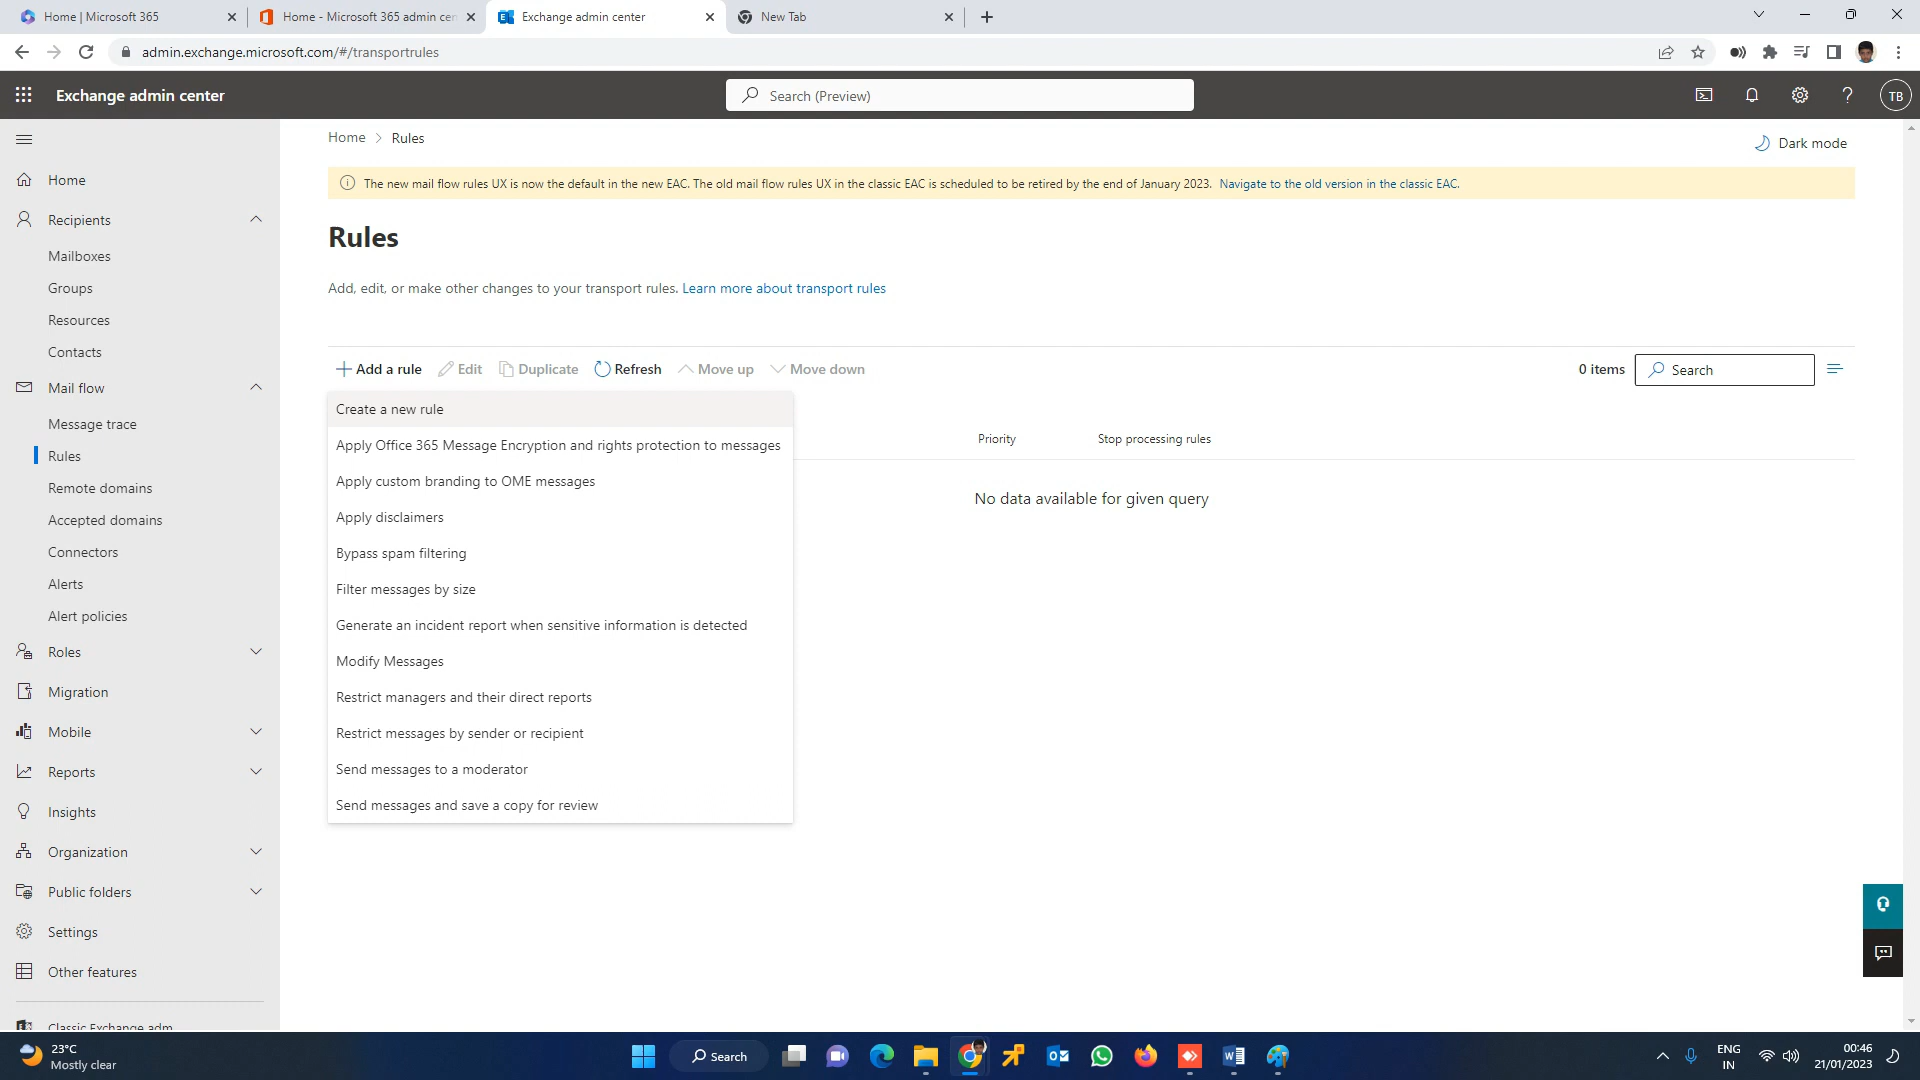 Home | Microsoft 365
Home - Microsoft 365 admin cen
Exchange admin center
New Tab
admin.exchange.microsoft.com/#/transportrules
Exchange admin center
Search (Preview)
TB
Home > Rules
Dark mode
The new mail flow rules UX is now the default in the new EAC. The old mail flow rules UX in the classic EAC is scheduled to be retired by the end of January 2023. Navigate to the old version in the classic EAC.
Rules
Add, edit, or make other changes to your transport rules. Learn more about transport rules
Add a rule Edit Duplicate Refresh Move up Move down
0 items
Search
Create a new rule
Apply Office 365 Message Encryption and rights protection to messages
Apply custom branding to OME messages
Apply disclaimers
Bypass spam filtering
Filter messages by size
Generate an incident report when sensitive information is detected
Modify Messages
Restrict managers and their direct reports
Restrict messages by sender or recipient
Send messages to a moderator
Send messages and save a copy for review
Priority
Stop processing rules
No data available for given query
Home
Recipients
Mailboxes
Groups
Resources
Contacts
Mail flow
Message trace
Rules
Remote domains
Accepted domains
Connectors
Alerts
Alert policies
Roles
Migration
Mobile
Reports
Insights
Organization
Public folders
Settings
Other features
Classic Exchange adm
23°C
Mostly clear
Search
ENG
IN
00:46
21/01/2023